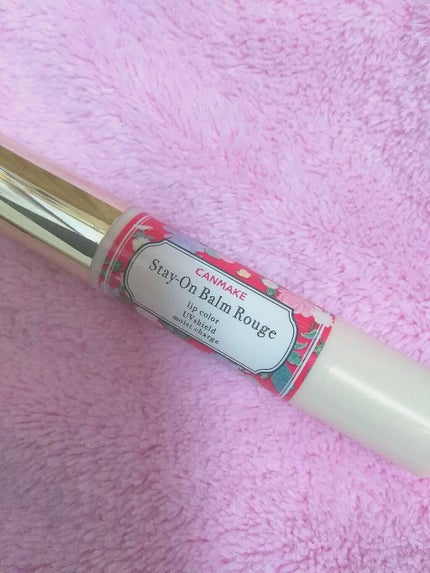 CANMAKE
Stay-On Balm Rouge
lip color
UVshield
moist charge